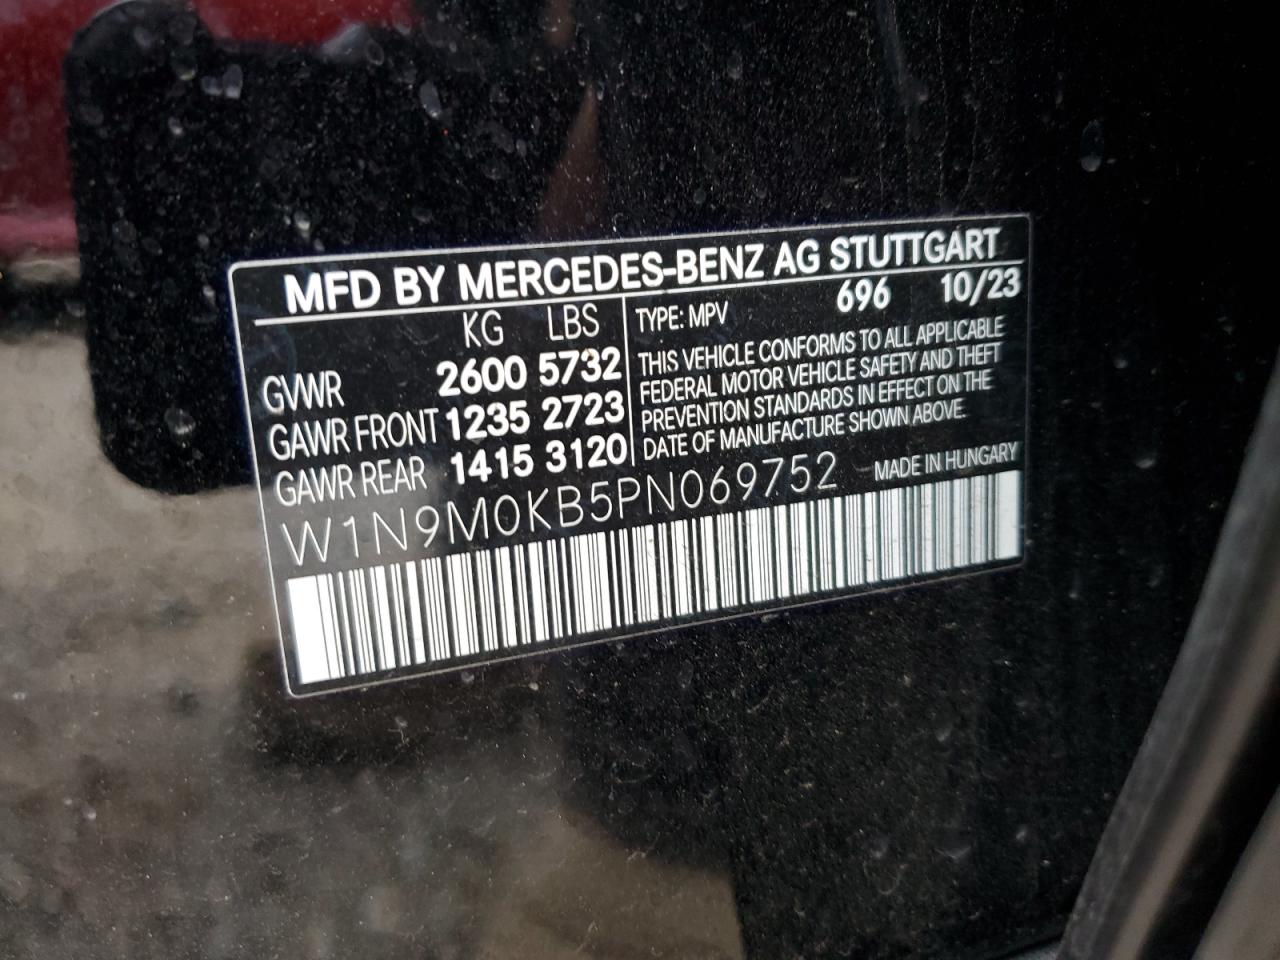 MFD BY MERCEDES-BENZ AG STUTTGART
KG LBS
GVWR 2600 5732
GAWR FRONT 1235 2723
GAWR REAR 1415 3120
TYPE: MPV 696 10/23
THIS VEHICLE CONFORMS TO ALL APPLICABLE
FEDERAL MOTOR VEHICLE SAFETY AND THEFT
PREVENTION STANDARDS IN EFFECT ON THE
DATE OF MANUFACTURE SHOWN ABOVE.
W1N9M0KB5PN069752 MADE IN HUNGARY